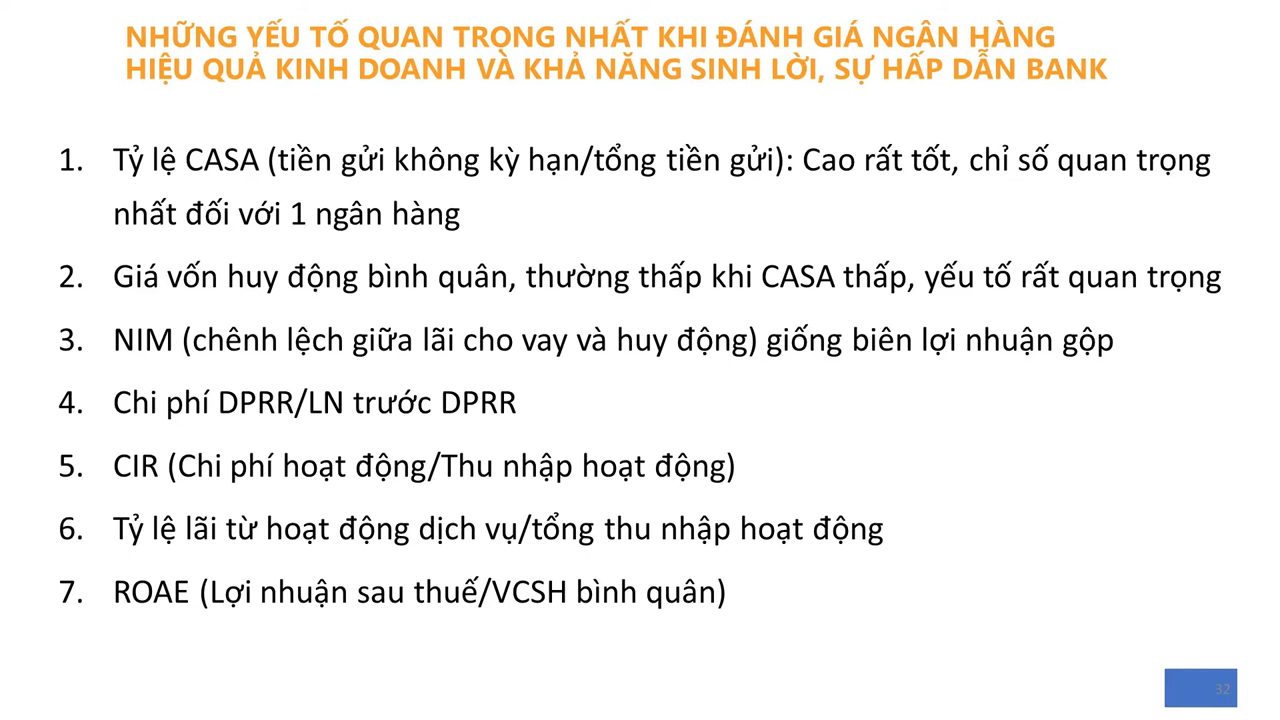 NHỮNG YẾU TỐ QUAN TRỌNG NHẤT KHI ĐÁNH GIÁ NGÂN HÀNG
HIỆU QUẢ KINH DOANH VÀ KHẢ NĂNG SINH LỜI, SỰ HẤP DẪN BANK
1. Tỷ lệ CASA (tiền gửi không kỳ hạn/tổng tiền gửi): Cao rất tốt, chỉ số quan trọng
nhất đối với 1 ngân hàng
2. Giá vốn huy động bình quân, thường thấp khi CASA thấp, yếu tố rất quan trọng
3. NIM (chênh lệch giữa lãi cho vay và huy động) giống biên lợi nhuận gộp
4. Chi phí DPRR/LN trước DPRR
5. CIR (Chi phí hoạt động/Thu nhập hoạt động)
6. Tỷ lệ lãi từ hoạt động dịch vụ/tổng thu nhập hoạt động
7. ROAE (Lợi nhuận sau thuế/VCSH bình quân)
32